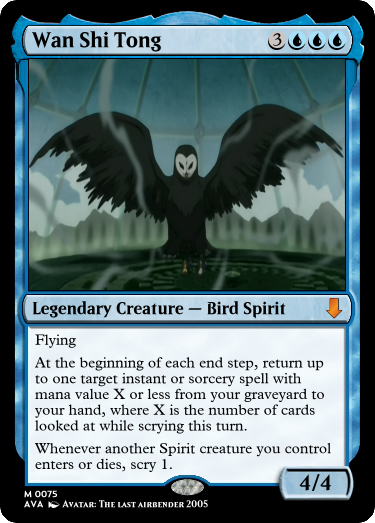 Wan Shi Tong 3
Legendary Creature — Bird Spirit
Flying
At the beginning of each end step, return up
to one target instant or sorcery spell with
mana value X or less from your graveyard to
your hand, where X is the number of cards
looked at while scrying this turn.
Whenever another Spirit creature you control
enters or dies, scry 1.
4/4
M 0075
AVA Avatar: The last airbender 2005